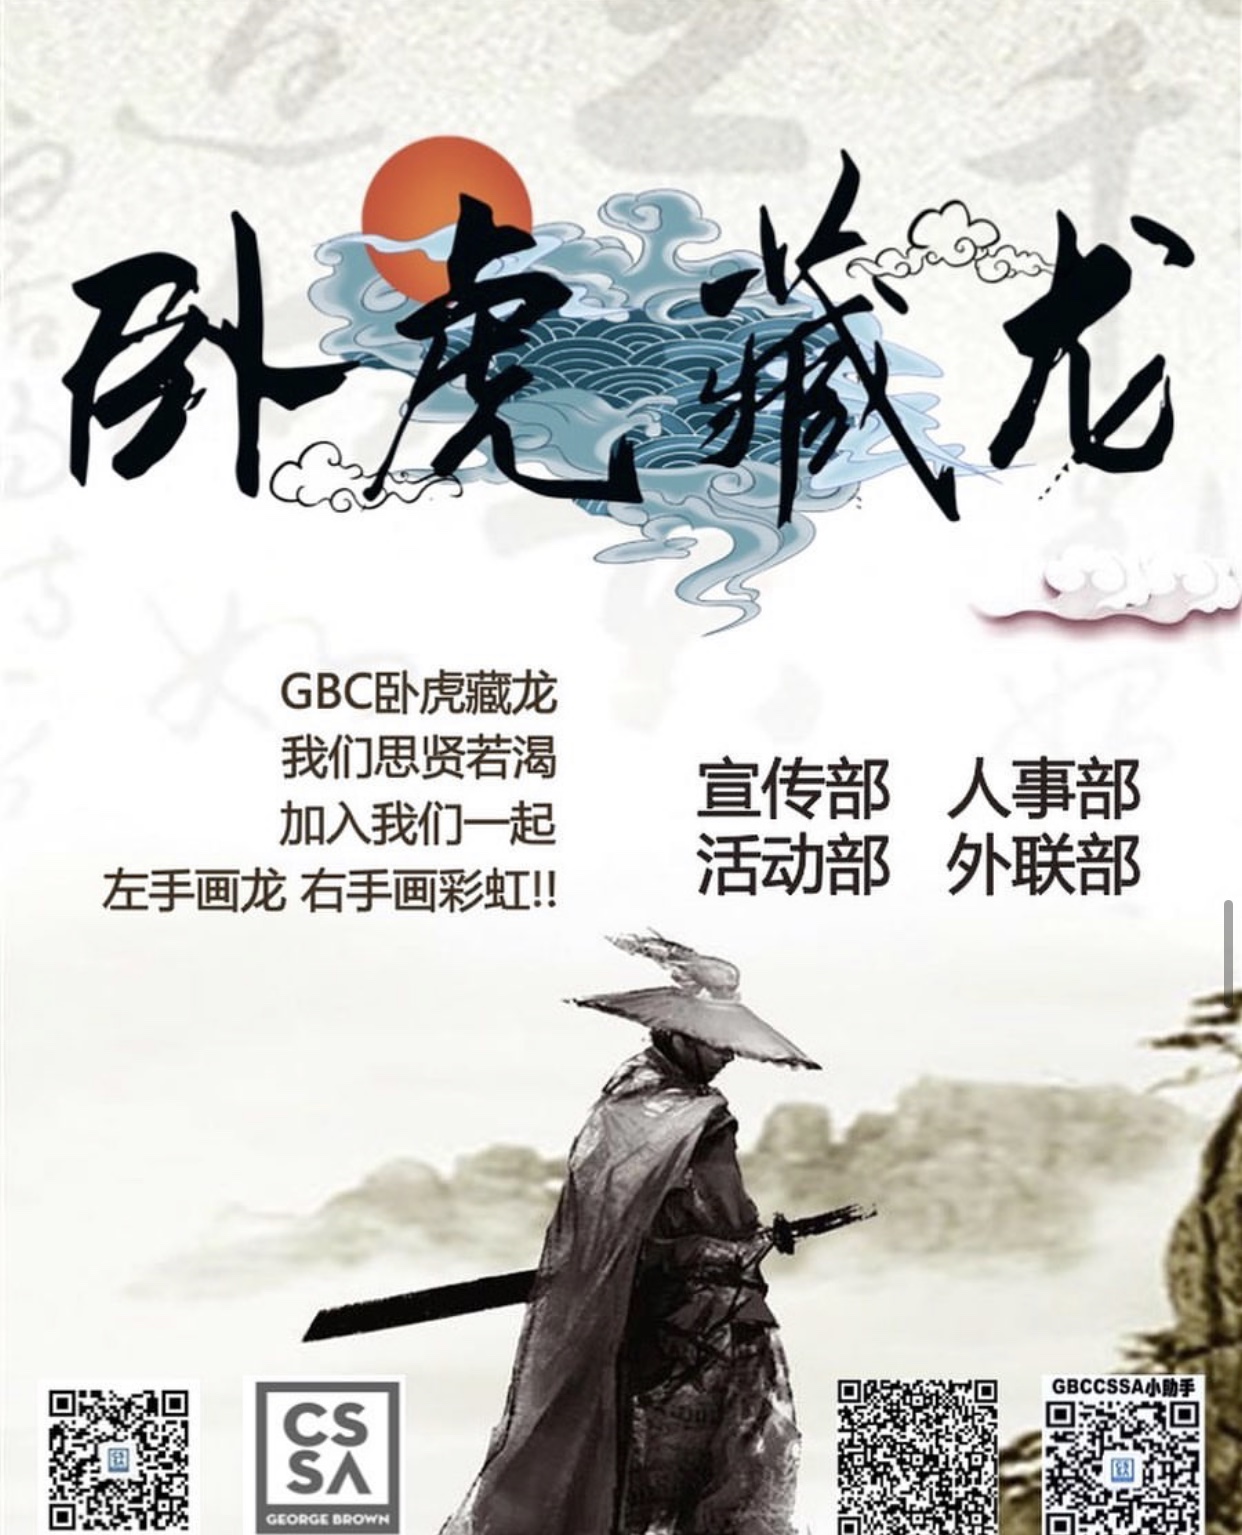 卧虎藏龙
GBC卧虎藏龙
我们思贤若渴
加入我们一起
左手画龙 右手画彩虹!!
宣传部 人事部
活动部 外联部
CS
SA
GEORGE BROWN
GBCCSSA小助手